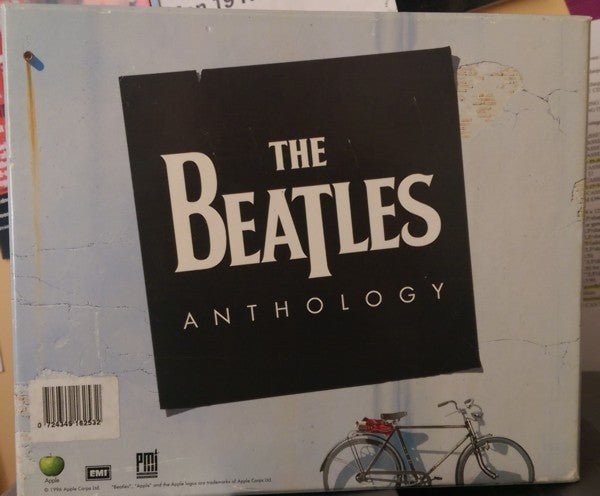 THE
BEATLES
ANTHOLOGY
0 724349 162532
EMI
PMI
Apple
© 1996 Apple Corps Ltd.
"Beatles", "Apple" and the Apple logos are trademarks of Apple Corps Ltd.